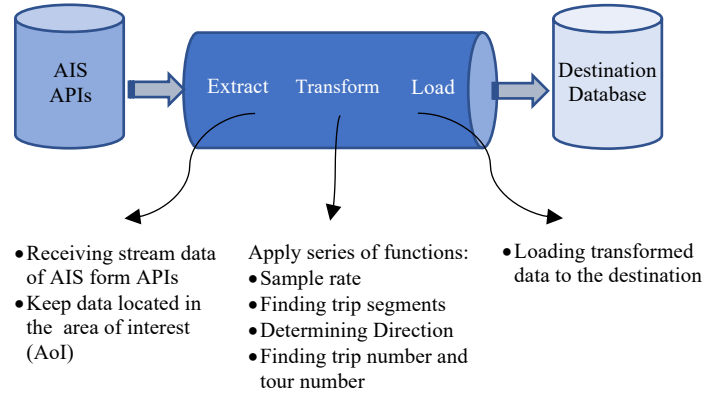 AIS
APIs
Extract
Transform
Load
Destination
Database
•Receiving stream data
of AIS form APIs
•Keep data located in
the area of interest
(AoI)
Apply series of functions:
•Sample rate
•Finding trip segments
•Determining Direction
•Finding trip number and
tour number
•Loading transformed
data to the destination